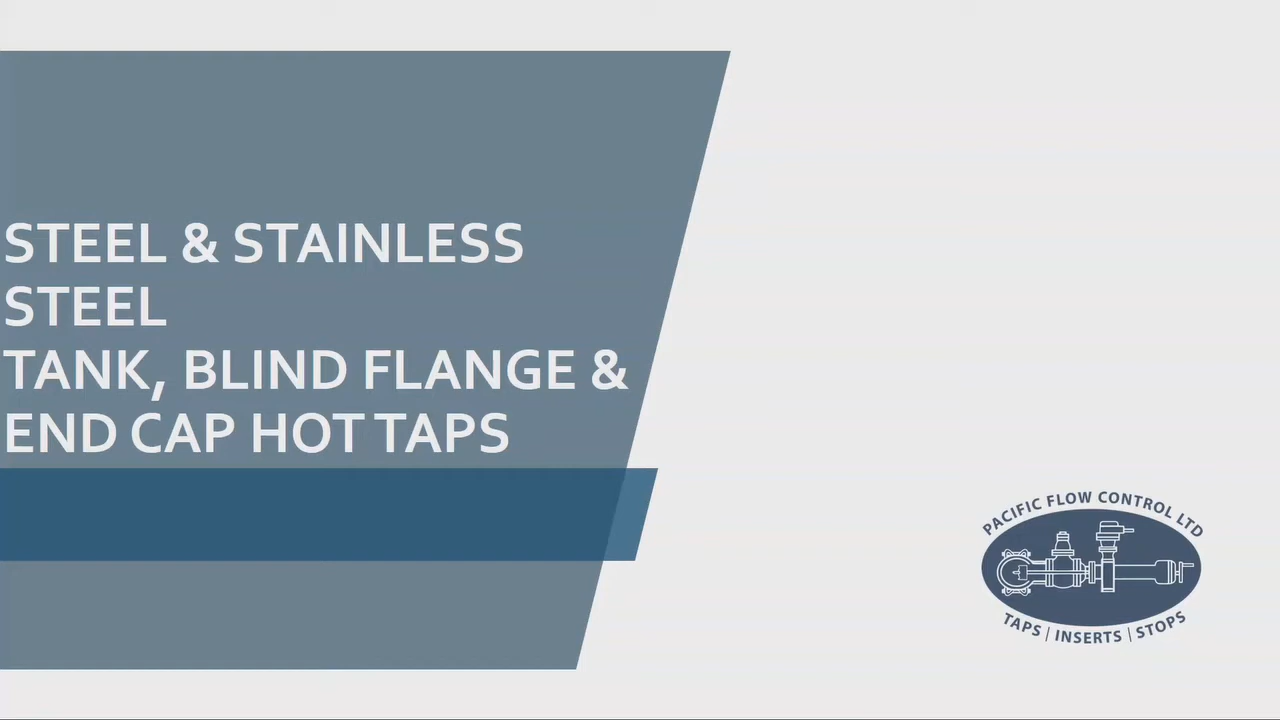 STEEL & STAINLESS
STEEL
TANK, BLIND FLANGE &
END CAP HOT TAPS
PACIFIC FLOW CONTROL LTD
TAPS | INSERTS | STOPS